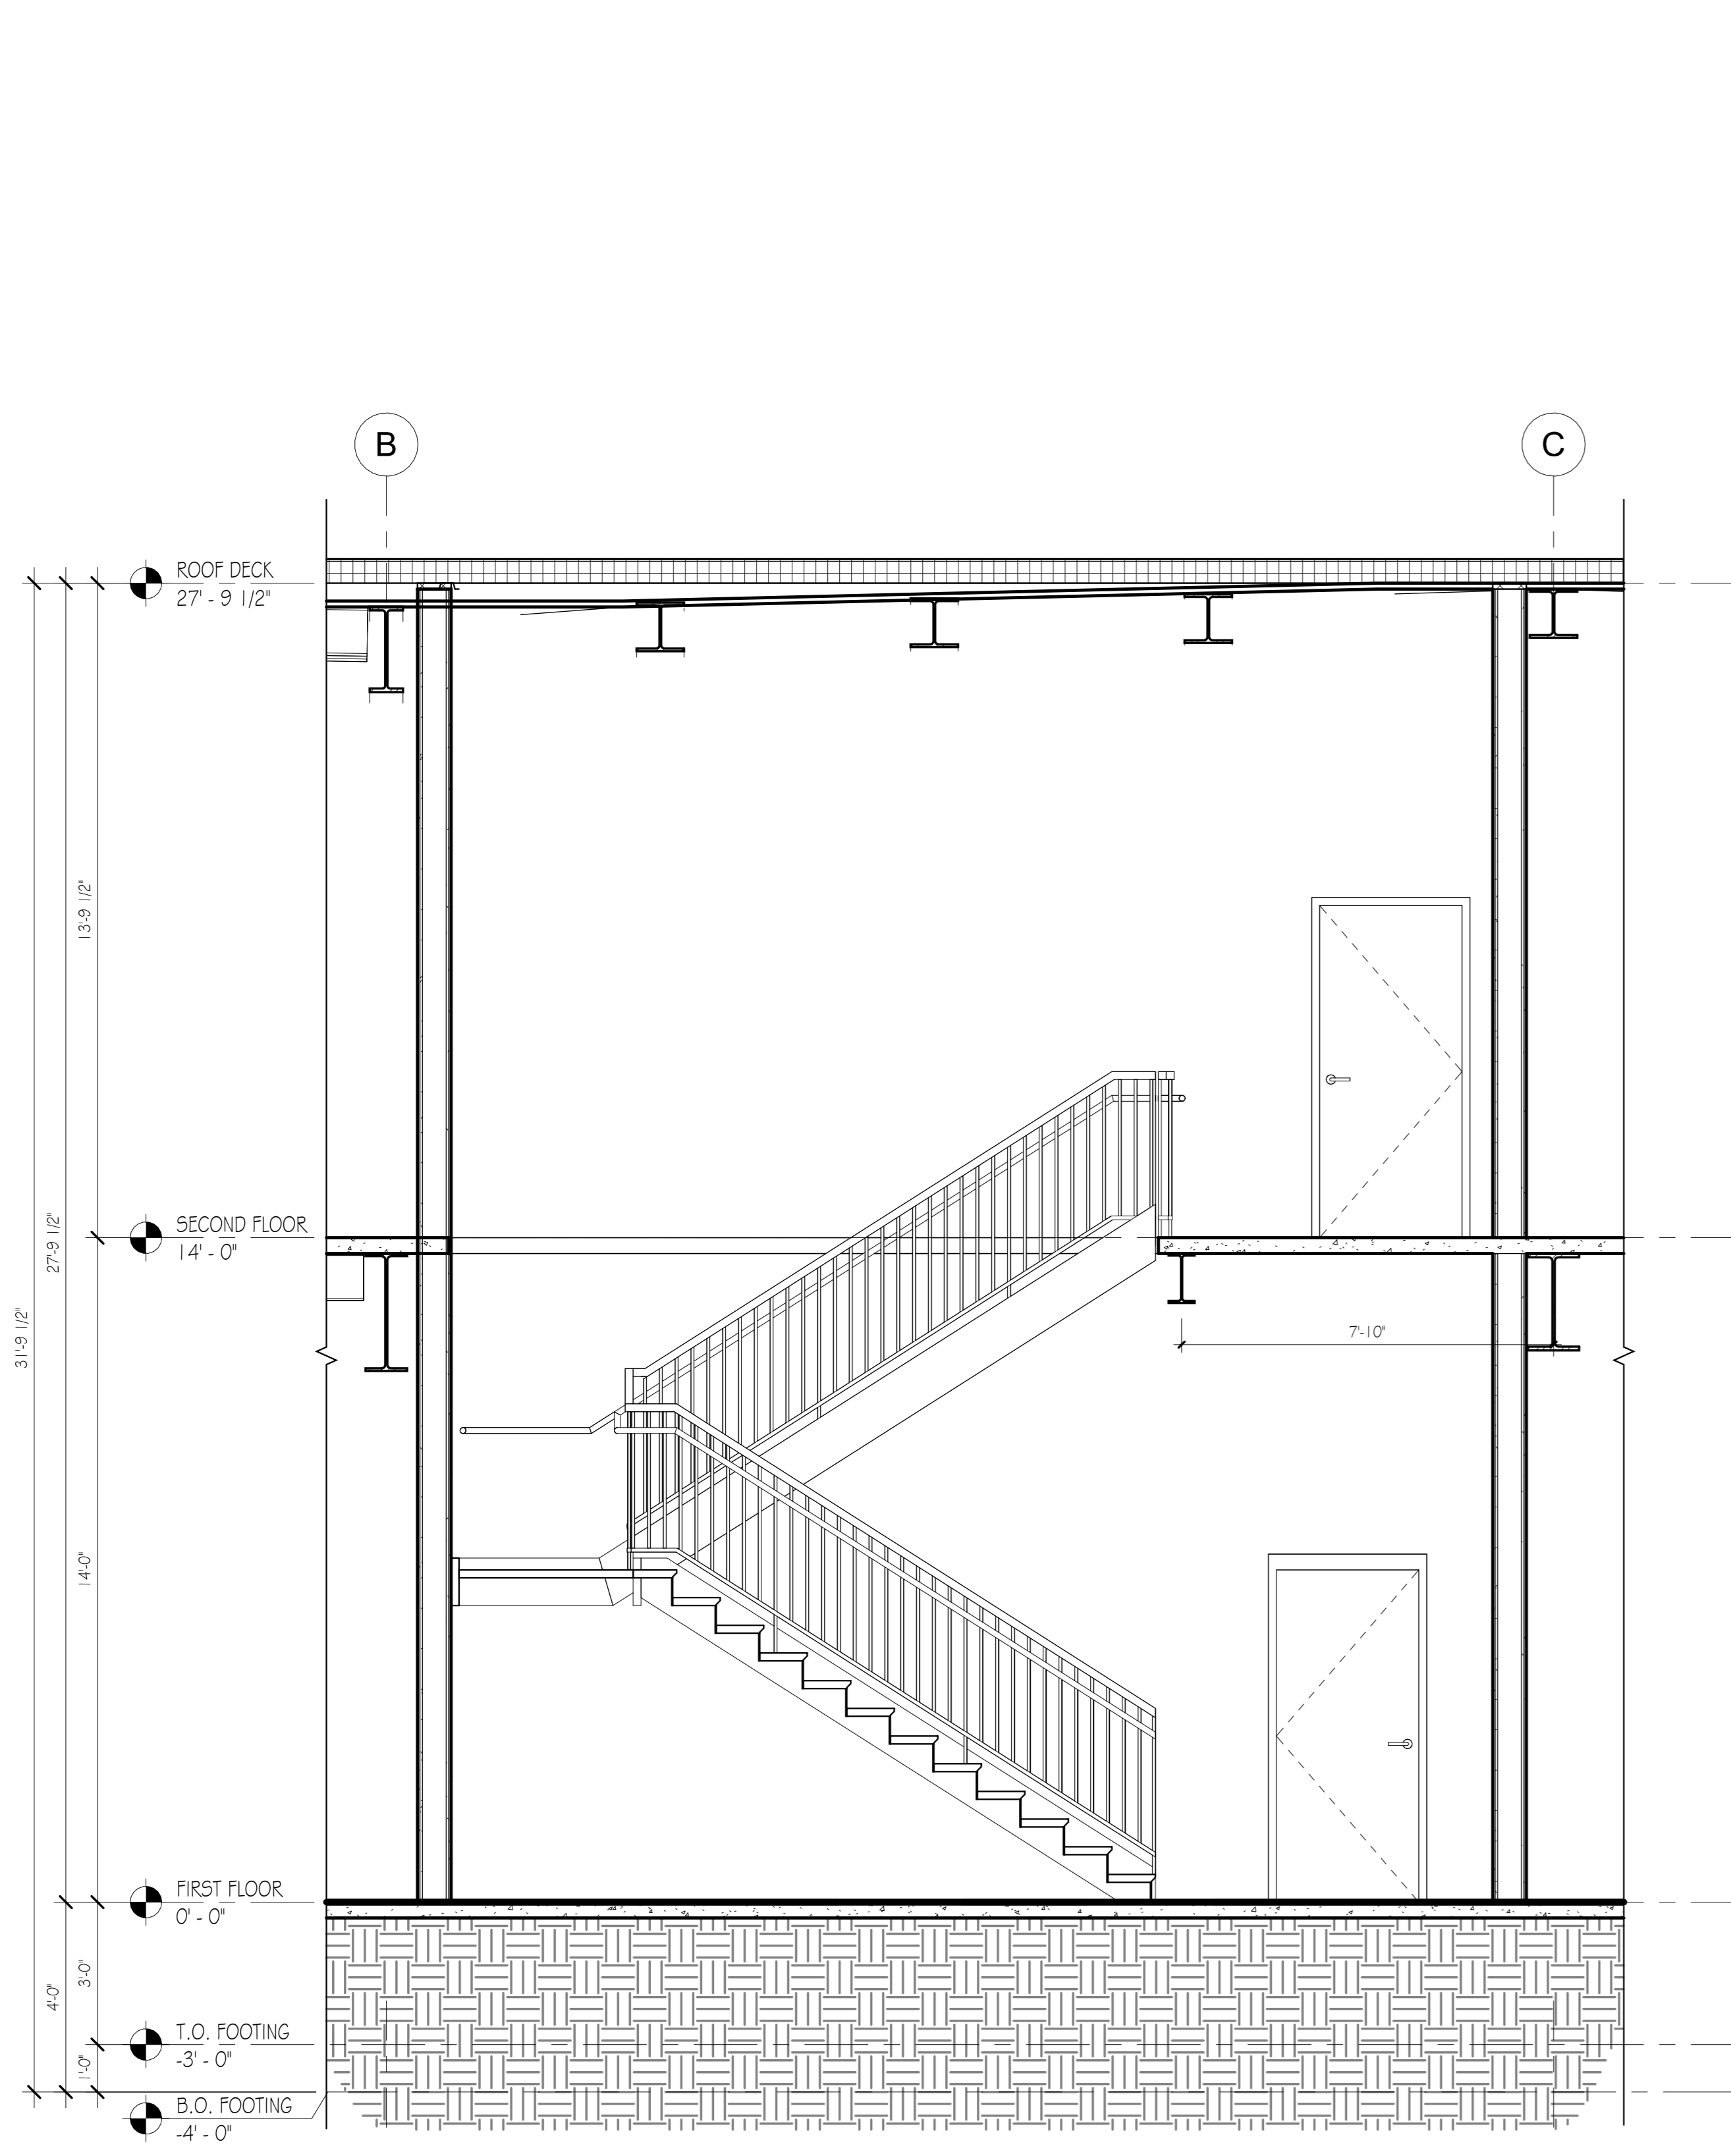 B
C
ROOF DECK
27' - 9 1/2"
13'-9 1/2"
SECOND FLOOR
14' - 0"
27'-9 1/2"
31'-9 1/2"
7'-10"
14'-0"
FIRST FLOOR
0' - 0"
3'-0"
4'-0"
T.O. FOOTING
-3' - 0"
1'-0"
B.O. FOOTING
-4' - 0"